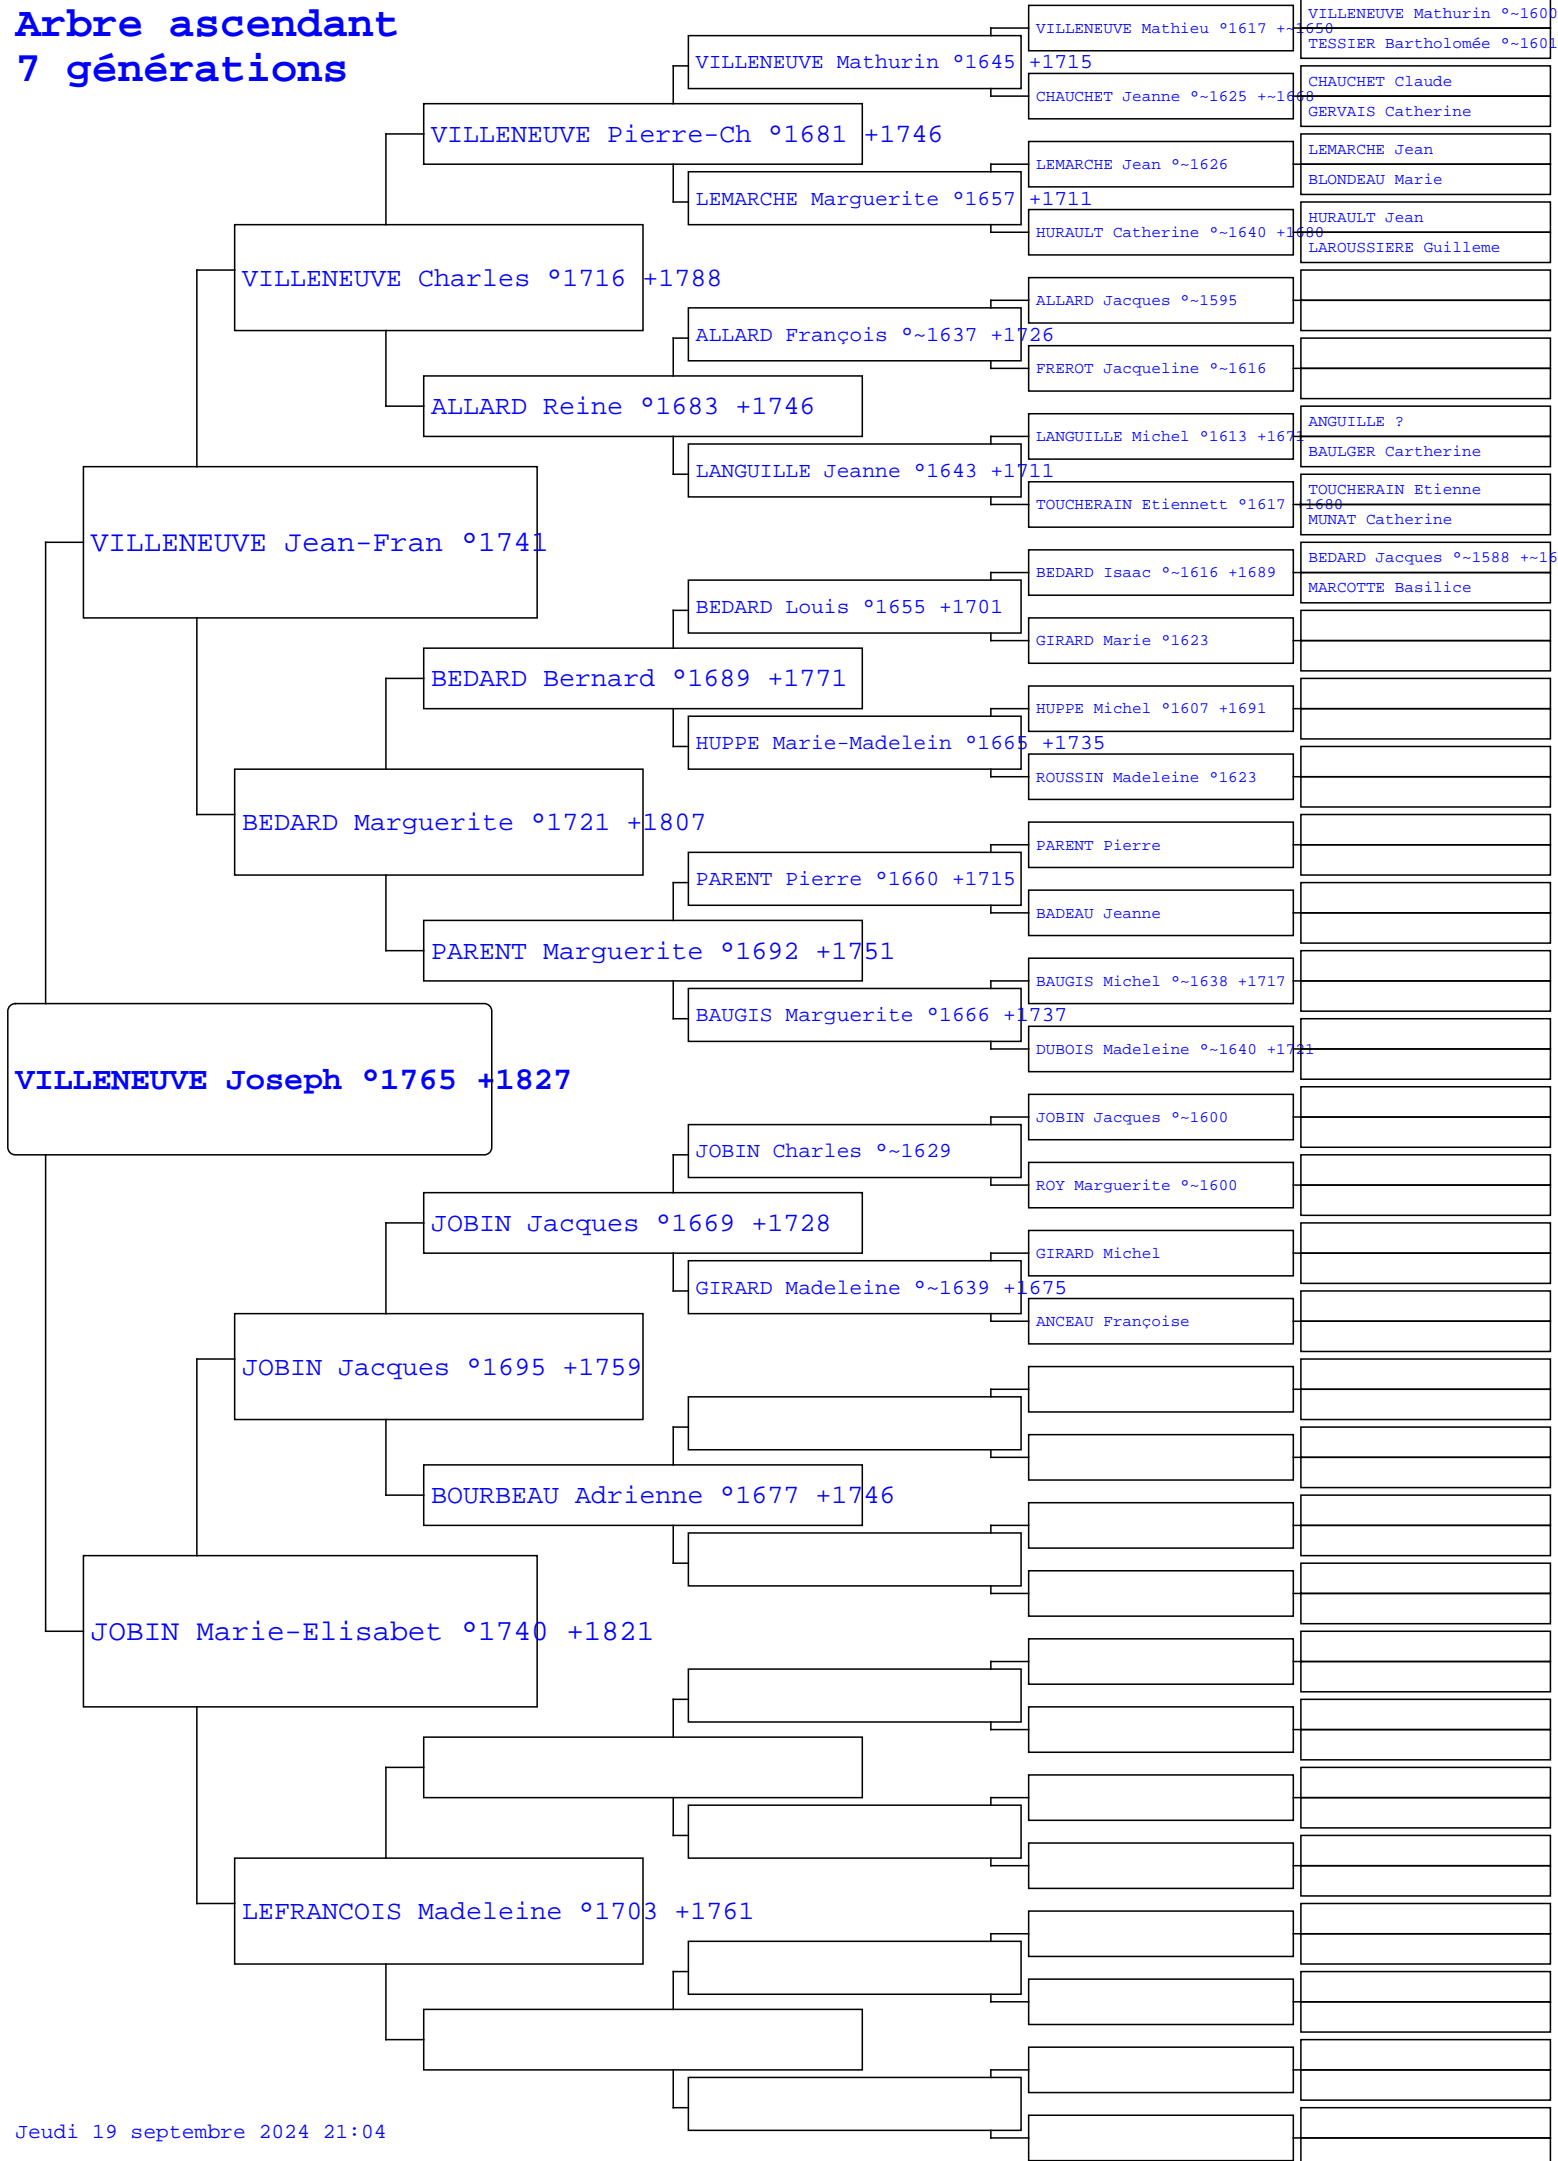 Arbre ascendant
7 générations
VILLENEUVE Joseph °1765 +1827
VILLENEUVE Jean-Fran °1741
JOBIN Marie-Elisabet °1740 +1821
VILLENEUVE Charles °1716 +1788
BEDARD Marguerite °1721 +1807
JOBIN Jacques °1695 +1759
LEFRANCOIS Madeleine °1703 +1761
VILLENEUVE Pierre-Ch °1681 +1746
ALLARD Reine °1683 +1746
BEDARD Bernard °1689 +1771
PARENT Marguerite °1692 +1751
JOBIN Jacques °1669 +1728
BOURBEAU Adrienne °1677 +1746
VILLENEUVE Mathurin °1645 +1715
LEMARCHE Marguerite °1657 +1711
ALLARD François °~1637 +1726
LANGUILLE Jeanne °1643 +1711
BEDARD Louis °1655 +1701
HUPPE Marie-Madelein °1665 +1735
PARENT Pierre °1660 +1715
BAUGIS Marguerite °1666 +1737
JOBIN Charles °~1629
GIRARD Madeleine °~1639 +1675
VILLENEUVE Mathieu °1617 +~1650
CHAUCHET Jeanne °~1625 +~1668
LEMARCHE Jean °~1626
HURAULT Catherine °~1640 +1680
ALLARD Jacques °~1595
FREROT Jacqueline °~1616
LANGUILLE Michel °1613 +1671
TOUCHERAIN Etiennett °1617 +1680
BEDARD Isaac °~1616 +1689
GIRARD Marie °1623
HUPPE Michel °1607 +1691
ROUSSIN Madeleine °1623
PARENT Pierre
BADEAU Jeanne
BAUGIS Michel °~1638 +1717
DUBOIS Madeleine °~1640 +1721
JOBIN Jacques °~1600
ROY Marguerite °~1600
GIRARD Michel
ANCEAU Françoise
VILLENEUVE Mathurin °~1600
TESSIER Bartholomée °~1601
CHAUCHET Claude
GERVAIS Catherine
LEMARCHE Jean
BLONDEAU Marie
HURAULT Jean
LAROUSSIERE Guilleme
ANGUILLE ?
BAULGER Cartherine
TOUCHERAIN Etienne
MUNAT Catherine
BEDARD Jacques °~1588 +~16
MARCOTTE Basilice
Jeudi 19 septembre 2024 21:04